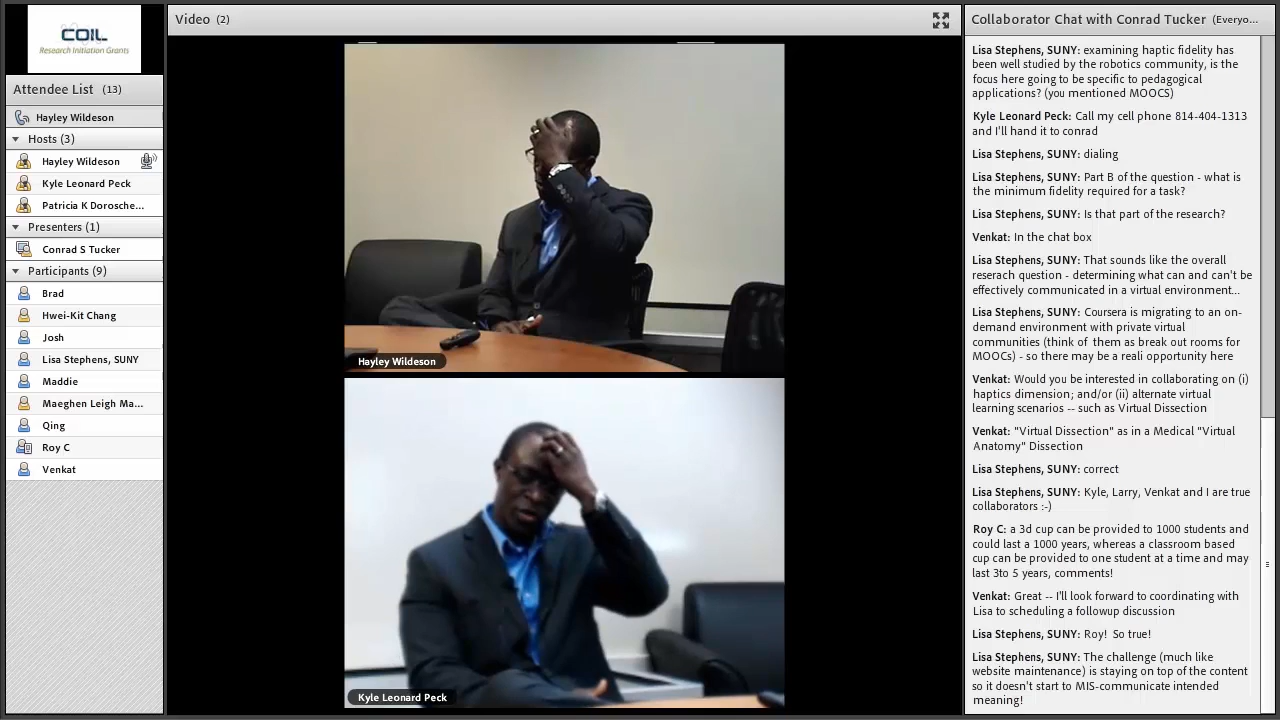 COIL
Research Initiation Grants
Attendee List (13)
Hayley Wildeson
Hosts (3)
Hayley Wildeson
Kyle Leonard Peck
Patricia K Dorosche...
Presenters (1)
Conrad S Tucker
Participants (9)
Brad
Hwei-Kit Chang
Josh
Lisa Stephens, SUNY
Maddie
Maeghen Leigh Ma...
Qing
Roy C
Venkat
Video (2)
Hayley Wildeson
Kyle Leonard Peck
Collaborator Chat with Conrad Tucker (Everyo...
Lisa Stephens, SUNY: examining haptic fidelity has
been well studied by the robotics community, is the
focus here going to be specific to pedagogical
applications? (you mentioned MOOCS)
Kyle Leonard Peck: Call my cell phone 814-404-1313
and I'll hand it to conrad
Lisa Stephens, SUNY: dialing
Lisa Stephens, SUNY: Part B of the question - what is
the minimum fidelity required for a task?
Lisa Stephens, SUNY: Is that part of the research?
Venkat: In the chat box
Lisa Stephens, SUNY: That sounds like the overall
reserach question - determining what can and can't be
effectively communicated in a virtual environment...
Lisa Stephens, SUNY: Coursera is migrating to an on-
demand environment with private virtual
communities (think of them as break out rooms for
MOOCs) - so there may be a reali opportunity here
Venkat: Would you be interested in collaborating on (i)
haptics dimension; and/or (ii) alternate virtual
learning scenarios -- such as Virtual Dissection
Venkat: "Virtual Dissection" as in a Medical "Virtual
Anatomy" Dissection
Lisa Stephens, SUNY: correct
Lisa Stephens, SUNY: Kyle, Larry, Venkat and I are true
collaborators :-)
Roy C: a 3d cup can be provided to 1000 students and
could last a 1000 years, whereas a classroom based
cup can be provided to one student at a time and may
last 3to 5 years, comments!
Venkat: Great -- I'll look forward to coordinating with
Lisa to scheduling a followup discussion
Lisa Stephens, SUNY: Roy!  So true!
Lisa Stephens, SUNY: The challenge (much like
website maintenance) is staying on top of the content
so it doesn't start to MIS-communicate intended
meaning!